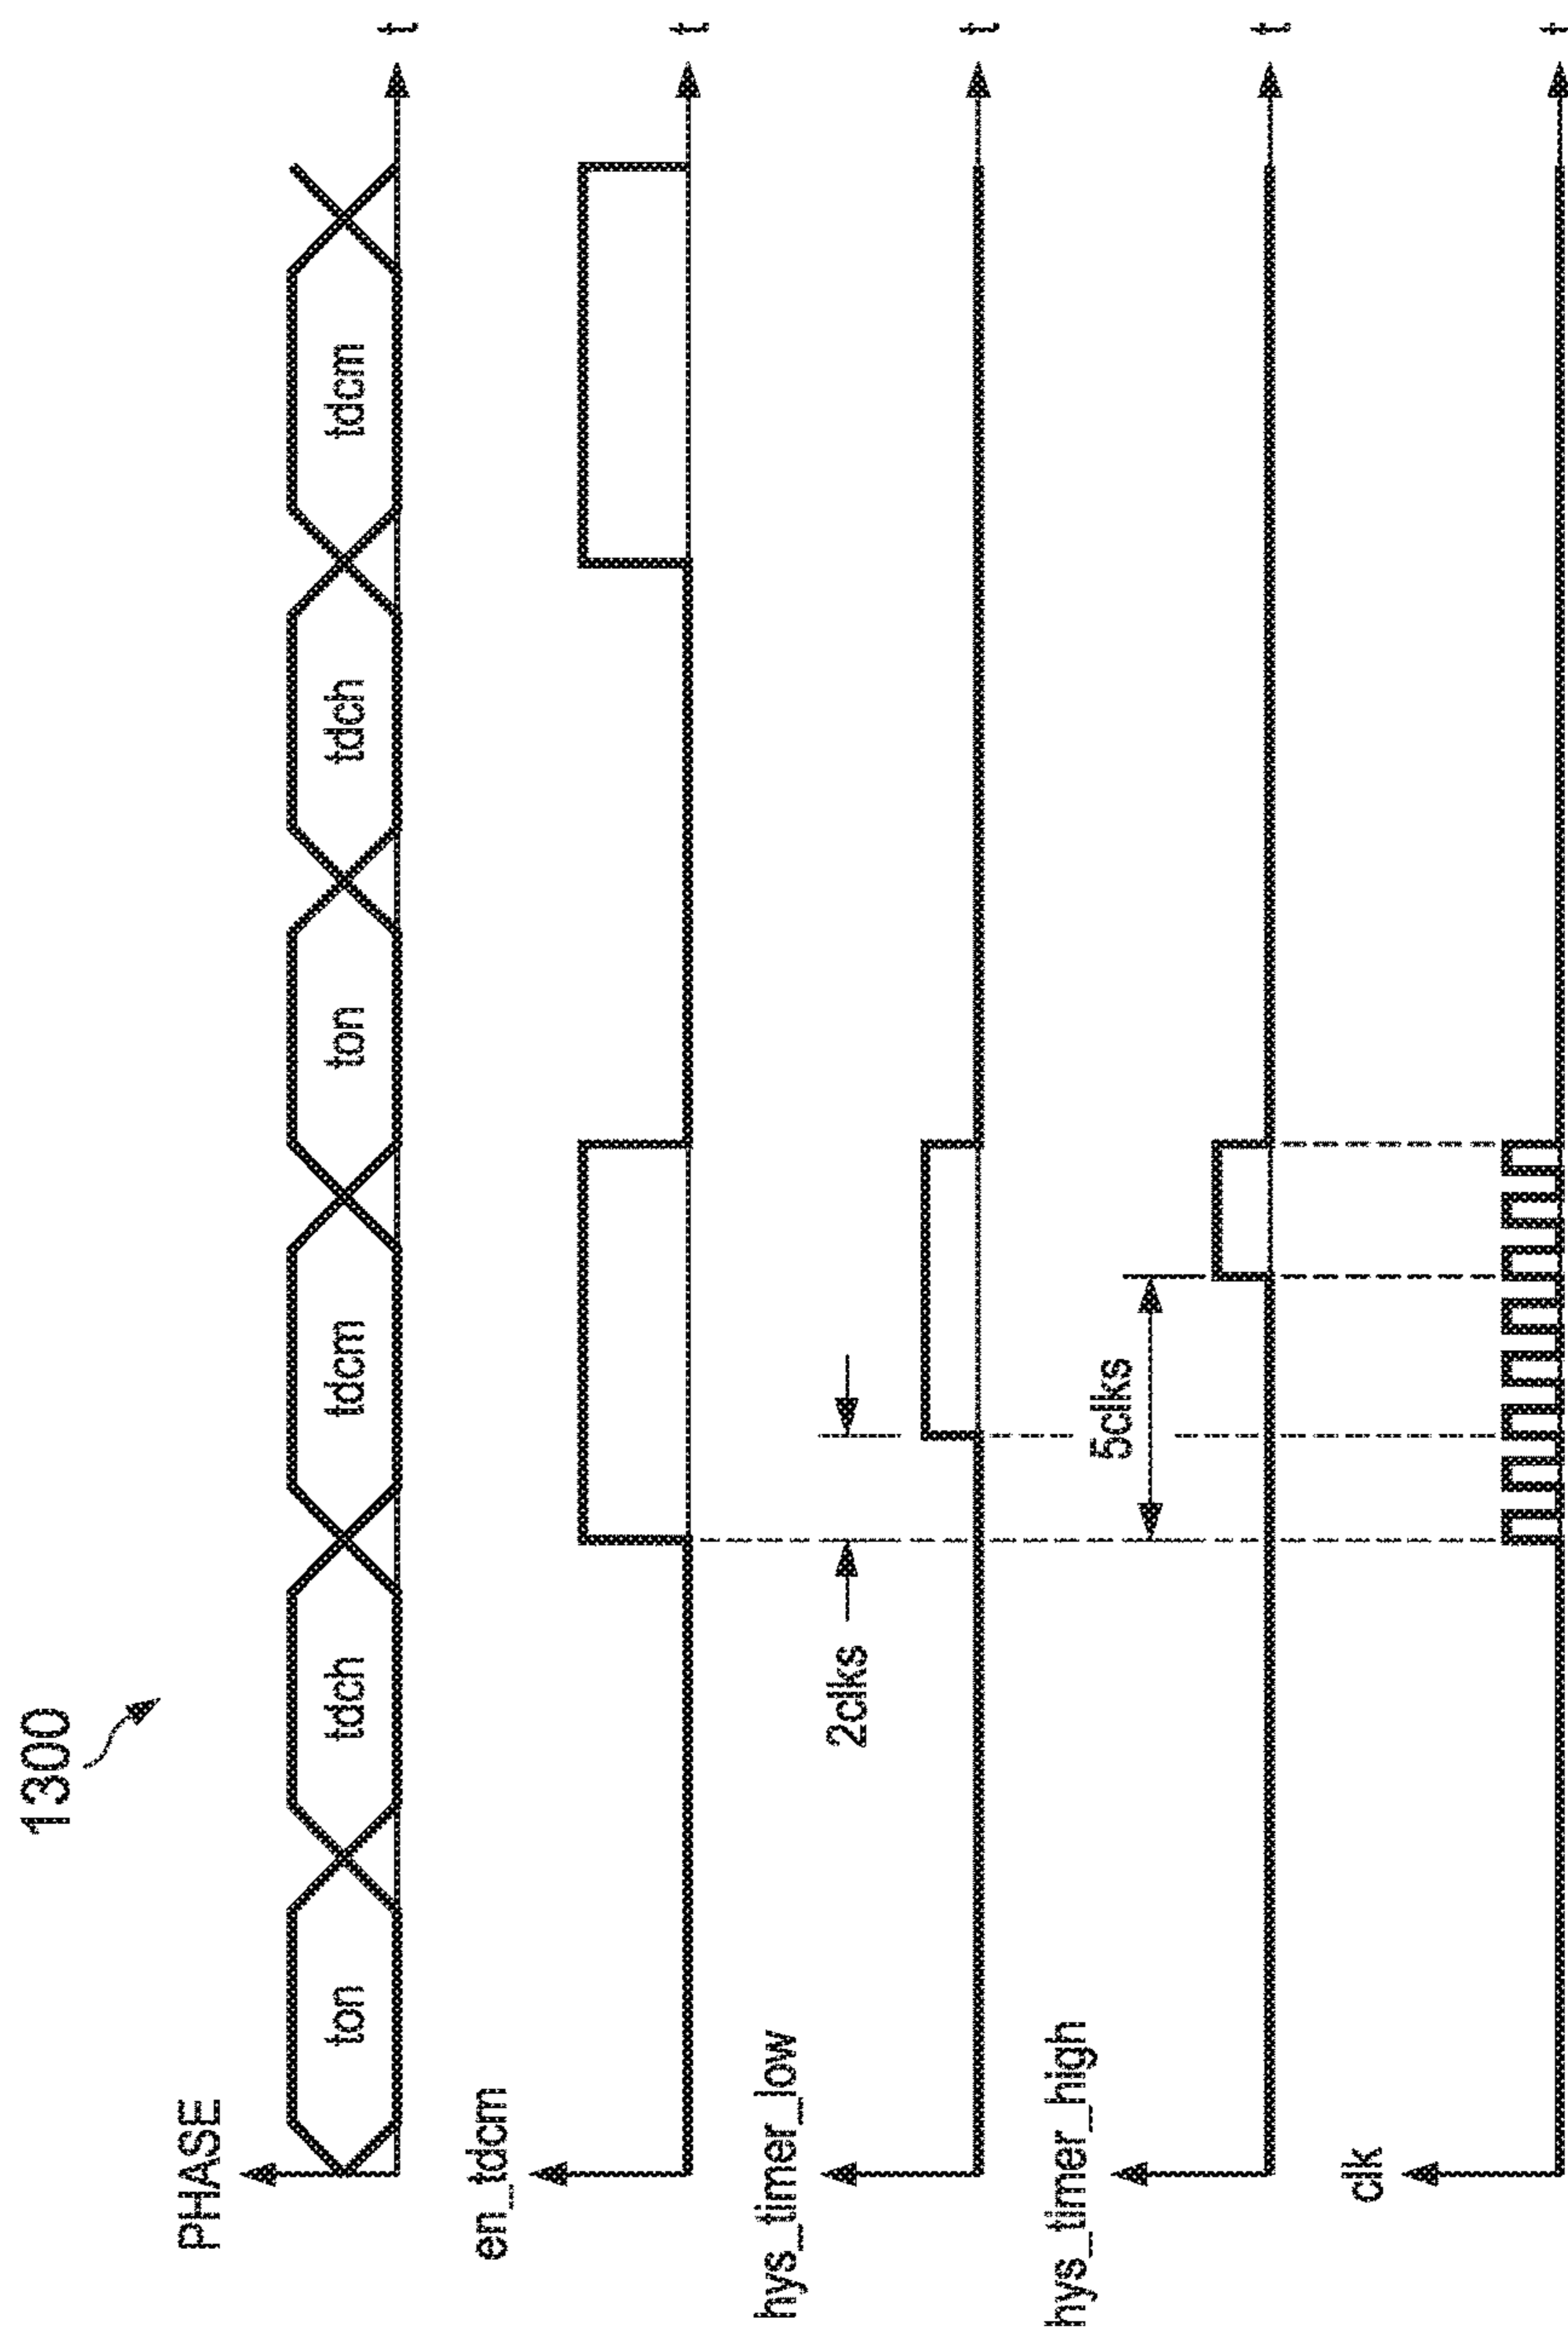 1300
PHASE
ton
tdch
tdcm
ton
tdch
tdcm
t
en_tdcm
t
2clks
hys_timer_low
t
5clks
hys_timer_high
t
clk
t